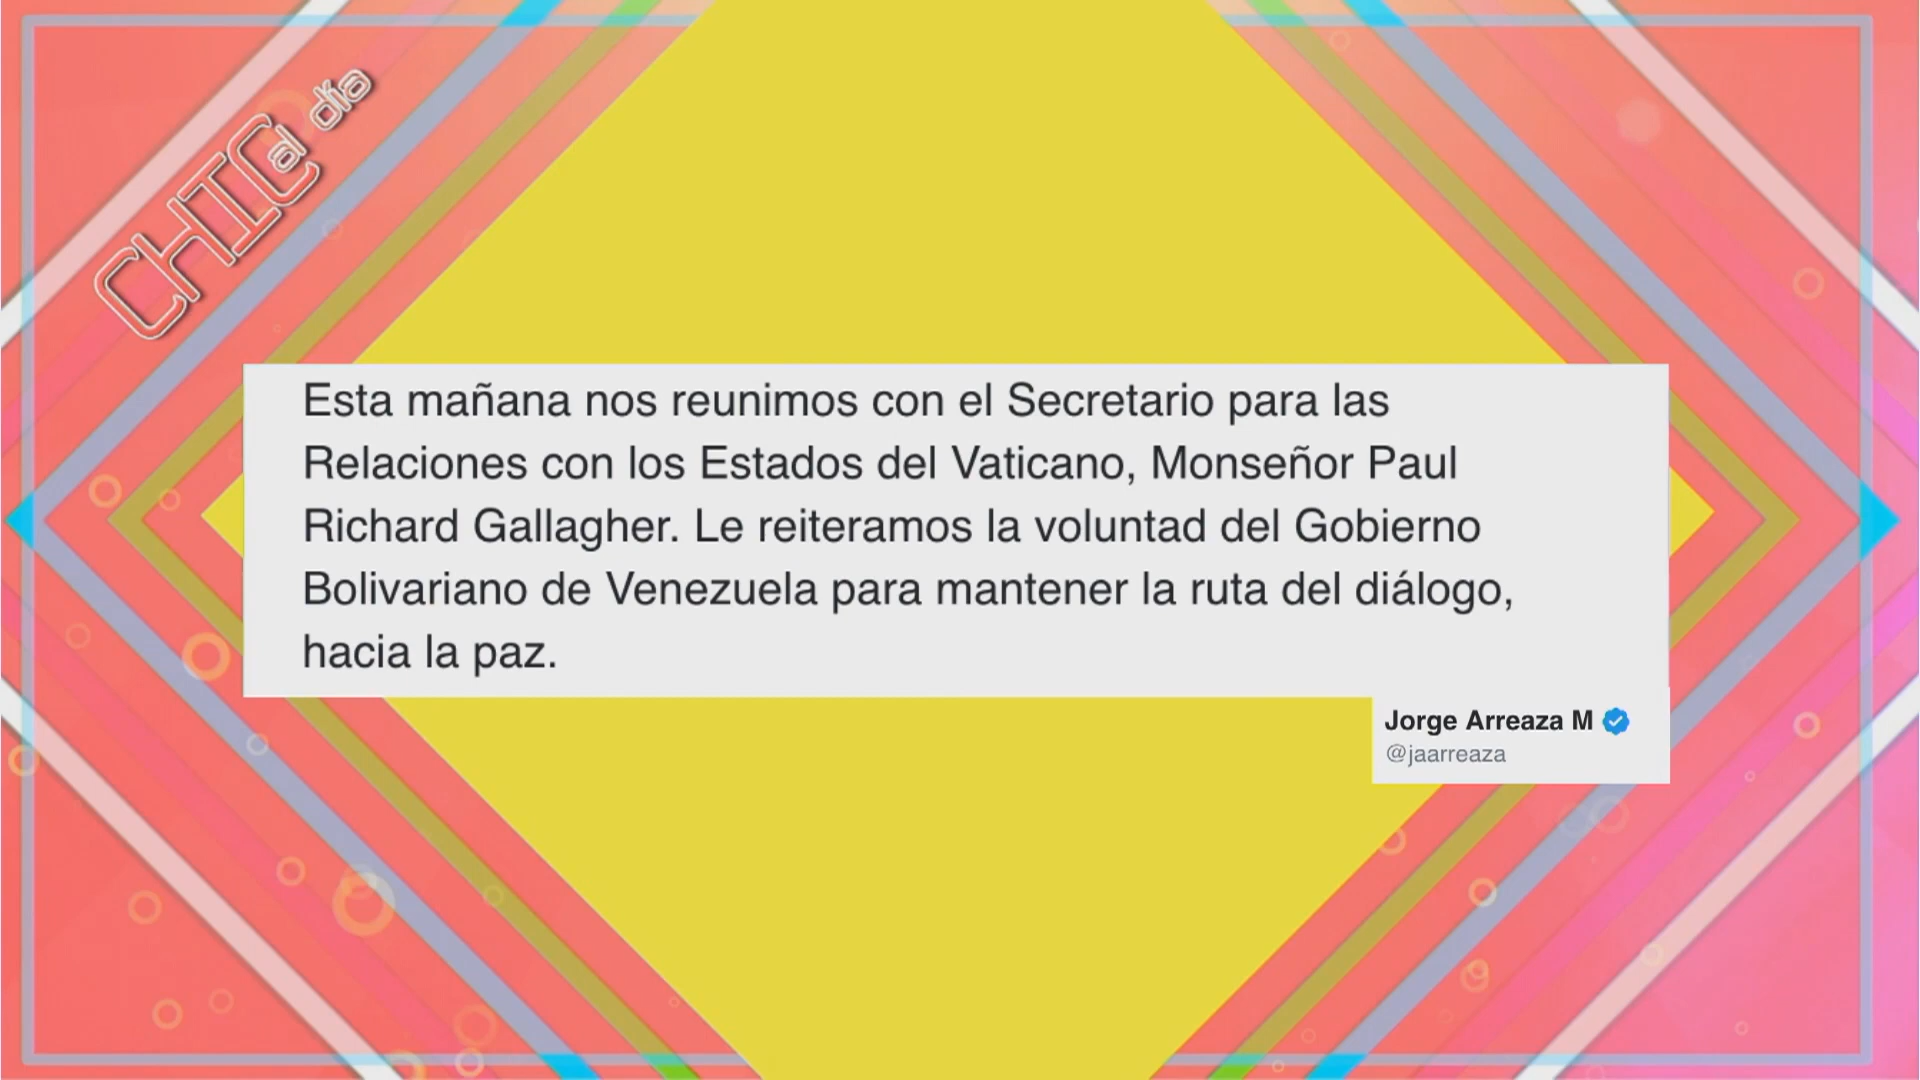 CHIC al día
Esta mañana nos reunimos con el Secretario para las
Relaciones con los Estados del Vaticano, Monseñor Paul
Richard Gallagher. Le reiteramos la voluntad del Gobierno
Bolivariano de Venezuela para mantener la ruta del diálogo,
hacia la paz.
Jorge Arreaza M
@jaarreaza